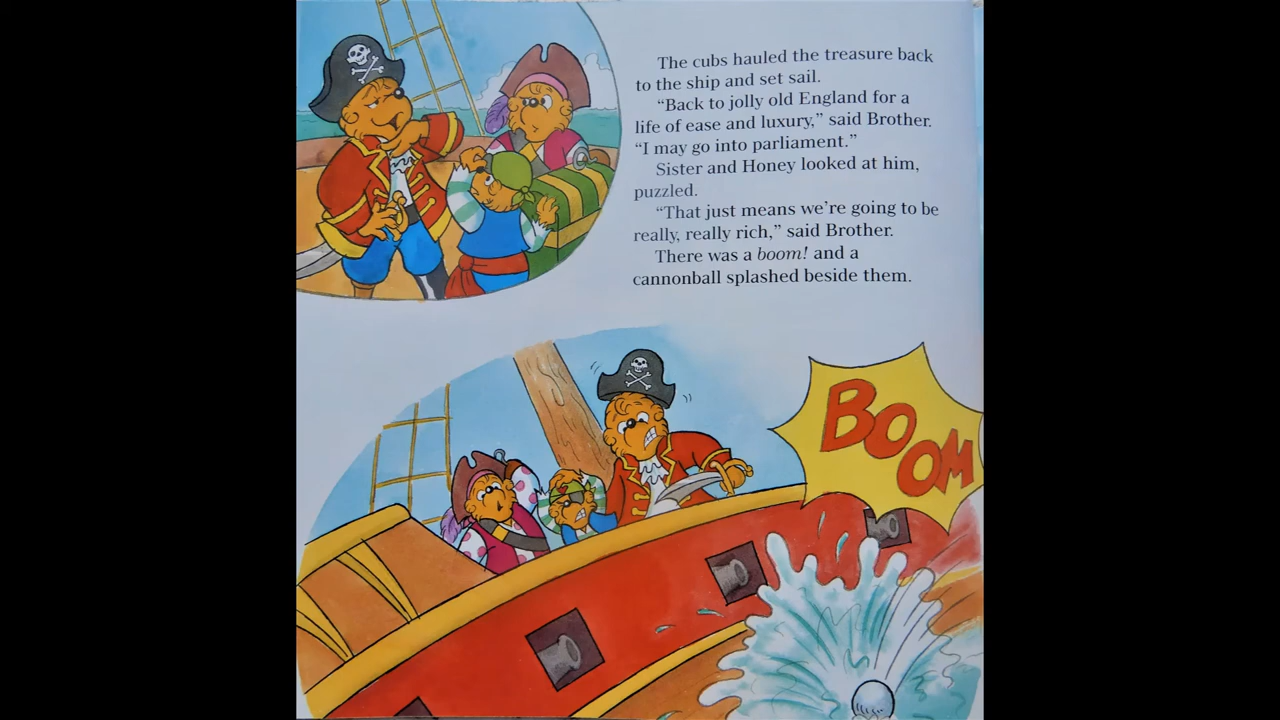 The cubs hauled the treasure back
to the ship and set sail.
“Back to jolly old England for a
life of ease and luxury,” said Brother.
“I may go into parliament.”
Sister and Honey looked at him,
puzzled.
“That just means we’re going to be
really, really rich,” said Brother.
There was a boom! and a
cannonball splashed beside them.
BOOM